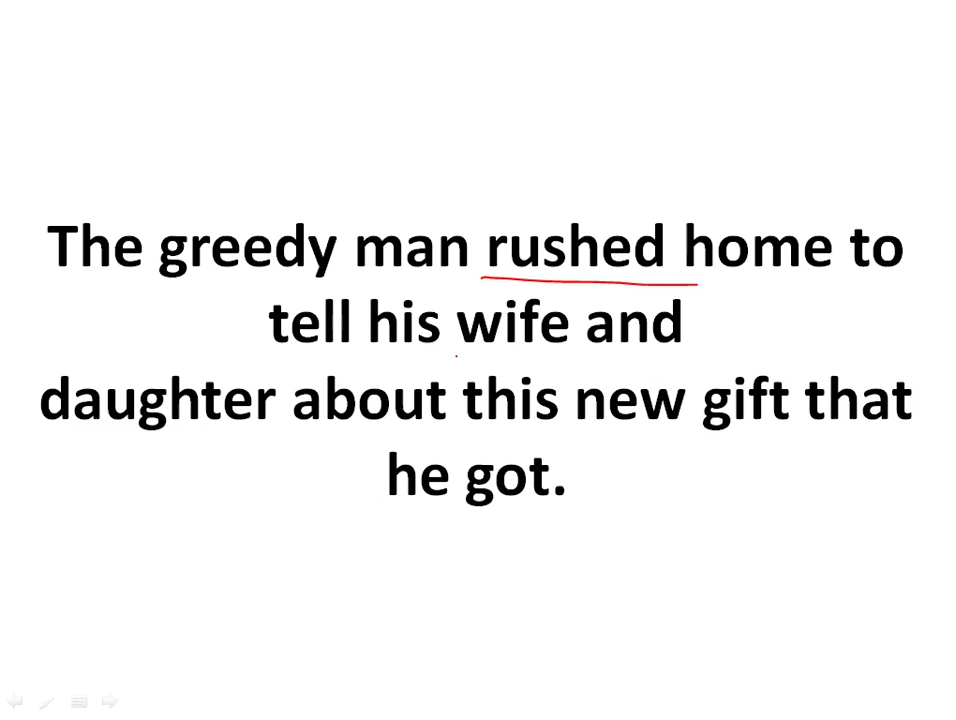 The greedy man rushed home to
tell his wife and
daughter about this new gift that
he got.